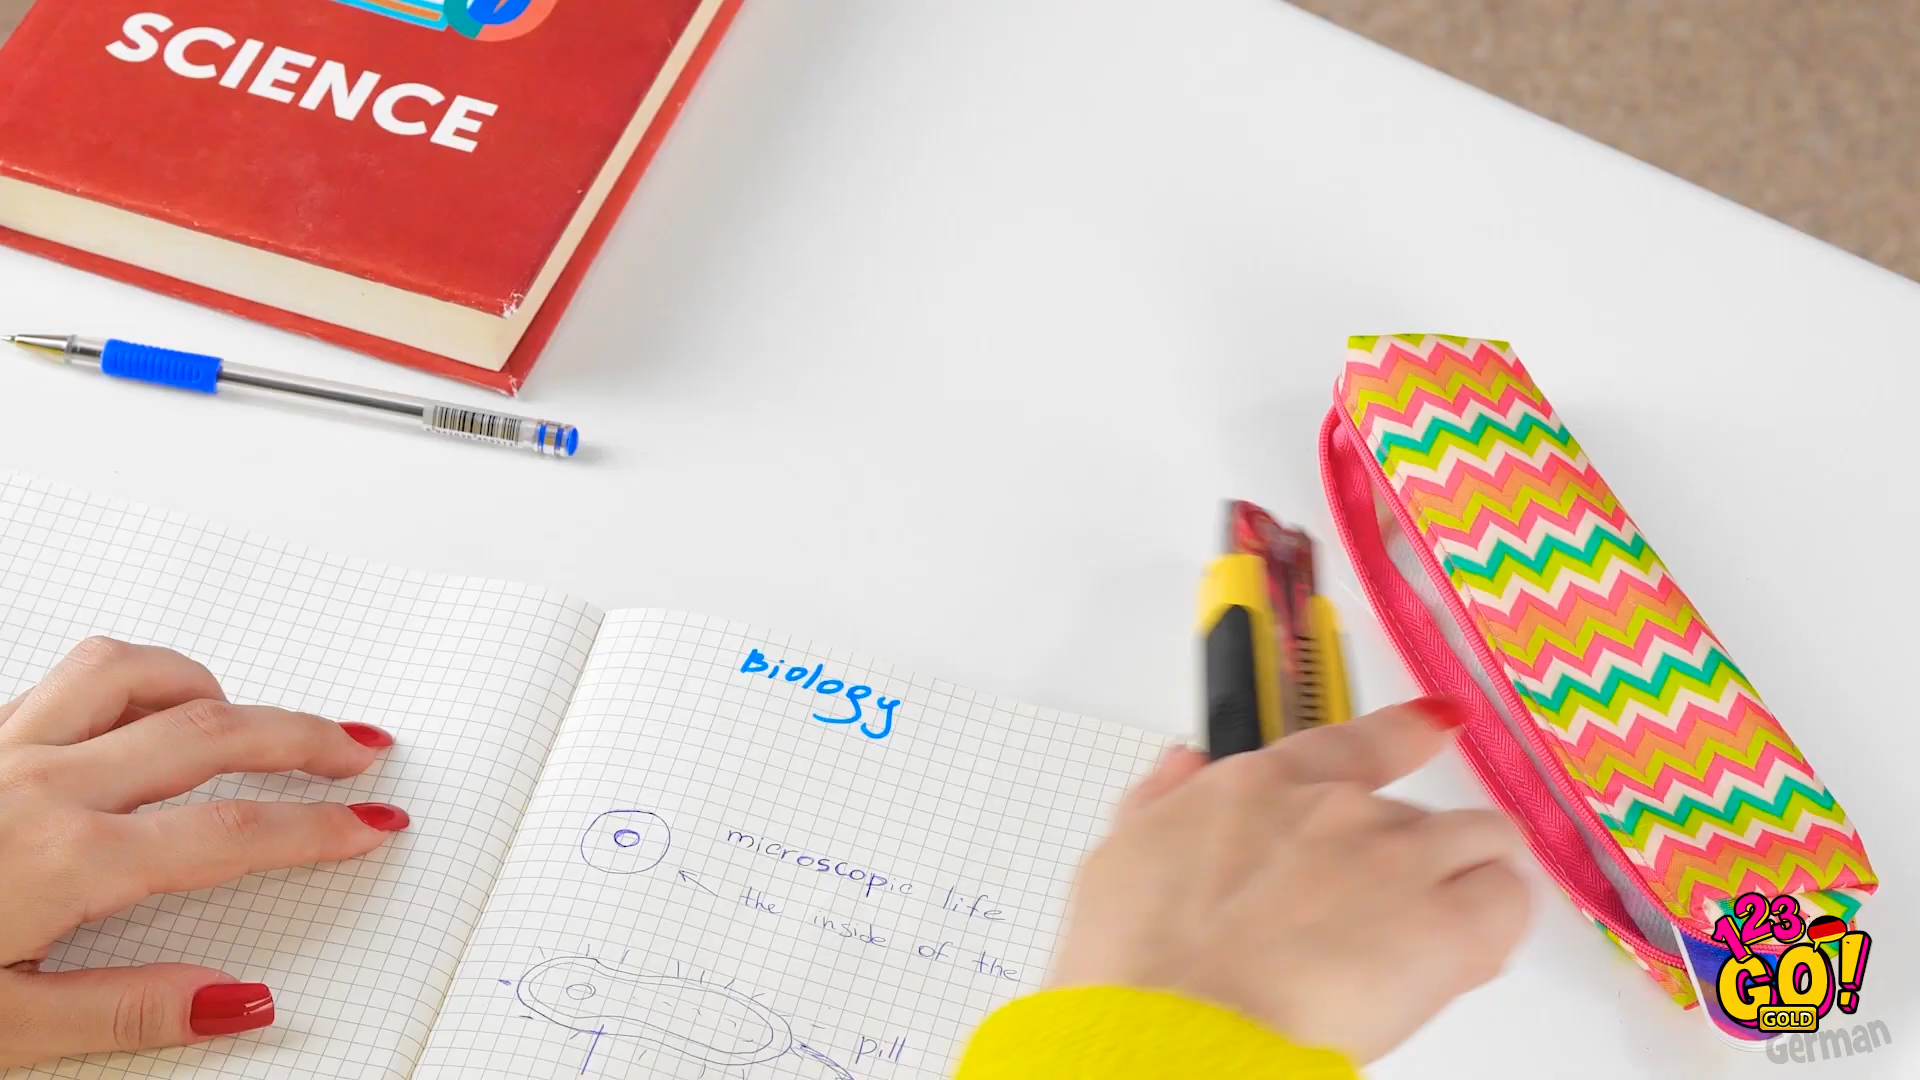 SCIENCE
Biology
microscopic life
the inside of the
pill
123
GO!
GOLD
German